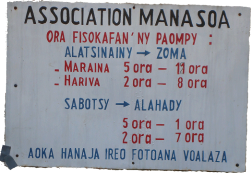 ASSOCIATION MANASOA
ORA FISOKAFAN'NY PAOMPY :
ALATSINAINY → ZOMA
- MARAINA 5 ora - 11 ora
- HARIVA 2 ora - 8 ora
SABOTSY → ALAHADY
5 ora - 1 ora
2 ora - 7 ora
AOKA HANAJA IREO FOTOANA VOALAZA